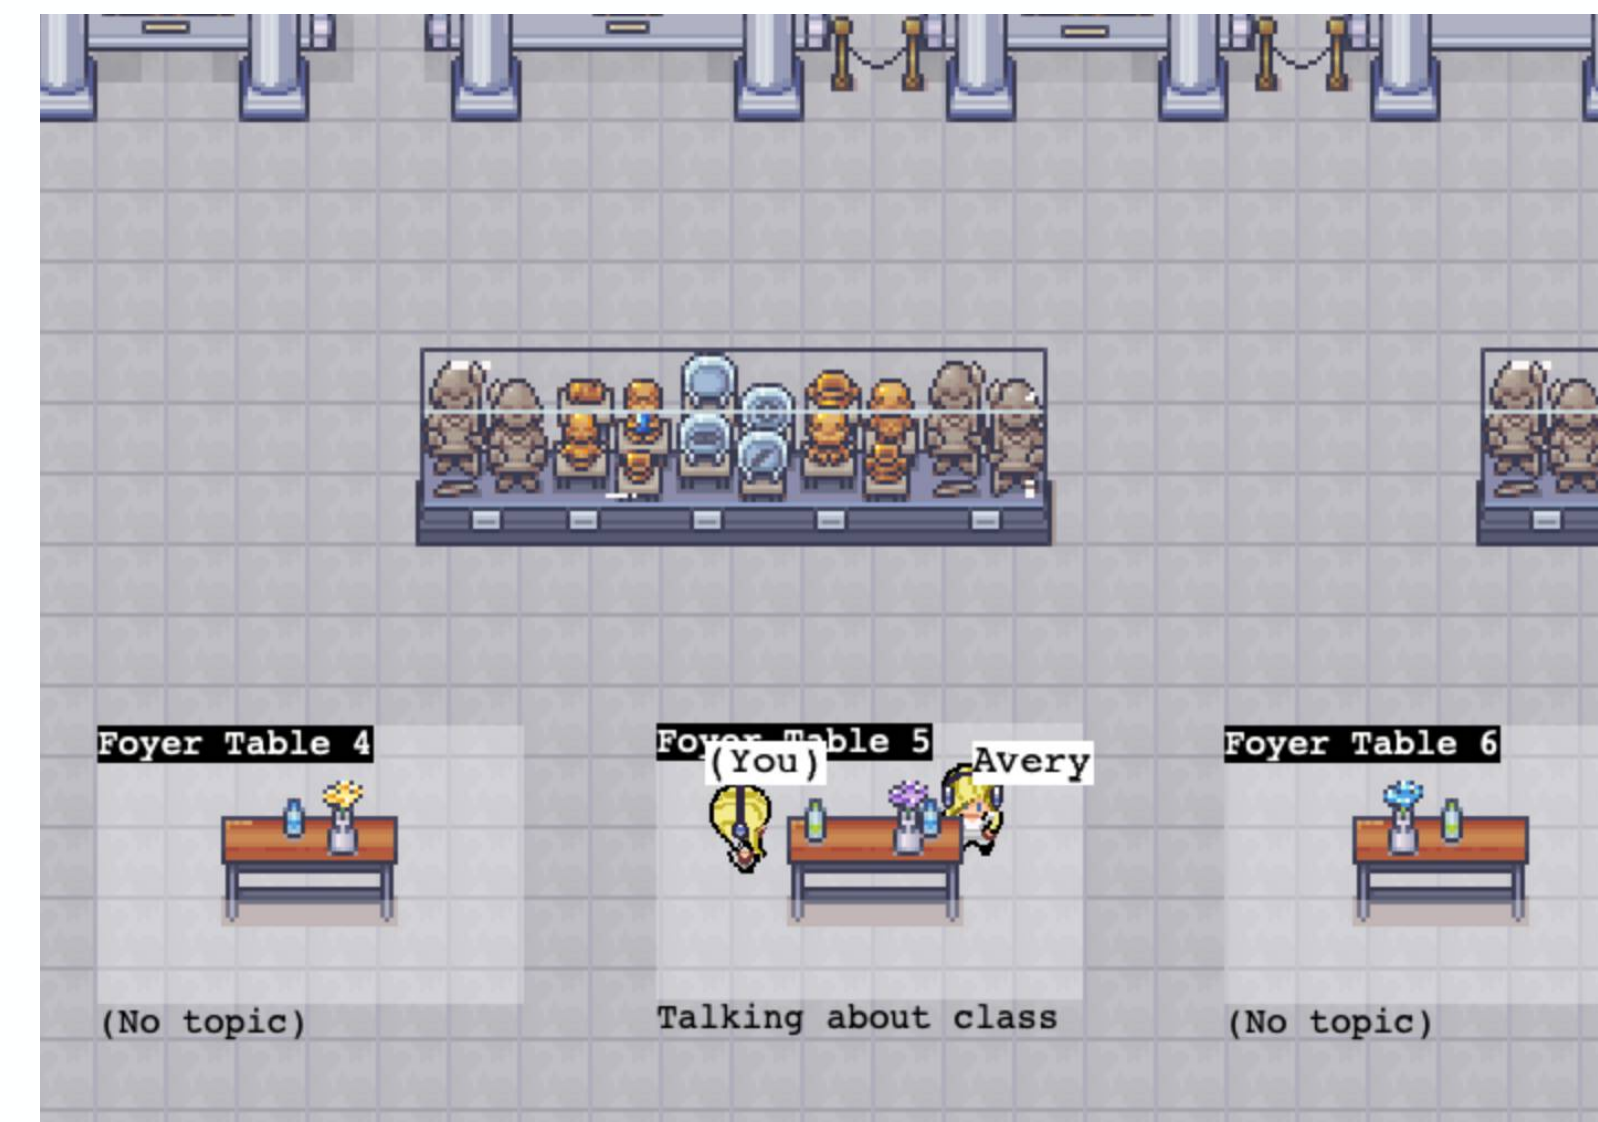 Foyer Table 4
Foyer Table 5
(You)
Avery
Foyer Table 6
(No topic)
Talking about class
(No topic)